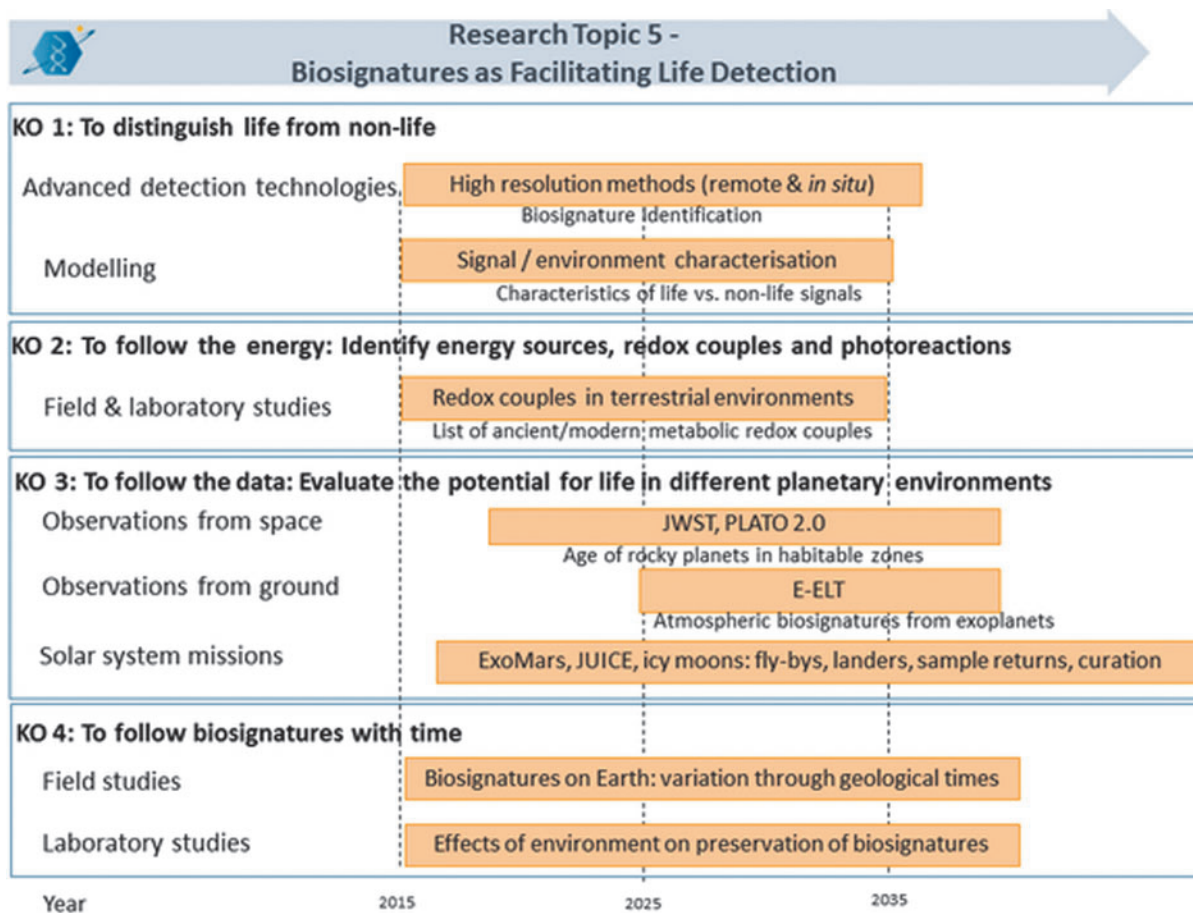 Research Topic 5 -
Biosignatures as Facilitating Life Detection
KO 1: To distinguish life from non-life
Advanced detection technologies
High resolution methods (remote & in situ)
Biosignature Identification
Modelling
Signal / environment characterisation
Characteristics of life vs. non-life signals
KO 2: To follow the energy: Identify energy sources, redox couples and photoreactions
Field & laboratory studies
Redox couples in terrestrial environments
List of ancient/modern metabolic redox couples
KO 3: To follow the data: Evaluate the potential for life in different planetary environments
Observations from space
JWST, PLATO 2.0
Age of rocky planets in habitable zones
Observations from ground
E-ELT
Atmospheric biosignatures from exoplanets
Solar system missions
ExoMars, JUICE, icy moons: fly-bys, landers, sample returns, curation
KO 4: To follow biosignatures with time
Field studies
Biosignatures on Earth: variation through geological times
Laboratory studies
Effects of environment on preservation of biosignatures
Year 2015 2025 2035